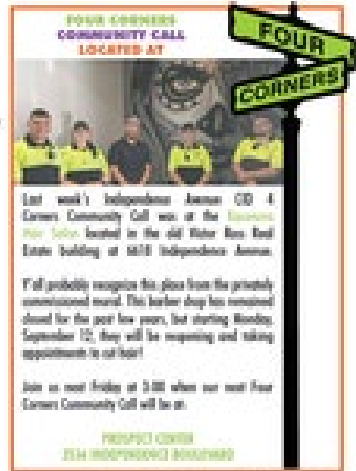 FOUR CORNERS
COMMUNITY CALL
LOCATED AT
FOUR
CORNERS
Last week's Independence Avenue CID 4
Corners Community Call was at the
Hair Salon located in the old Victor Ross Real
Estate building at 6618 Independence Avenue.
Y'all probably recognize this place from the privately
commissioned mural. This barber shop has remained
closed for the past few years, but starting Monday,
September 12, they will be reopening and taking
appointments to cut hair!
Join us next Friday at 3:00 when our next Four
Corners Community Call will be at:
PROSPECT CENTER
INDEPENDENCE BOULEVARD